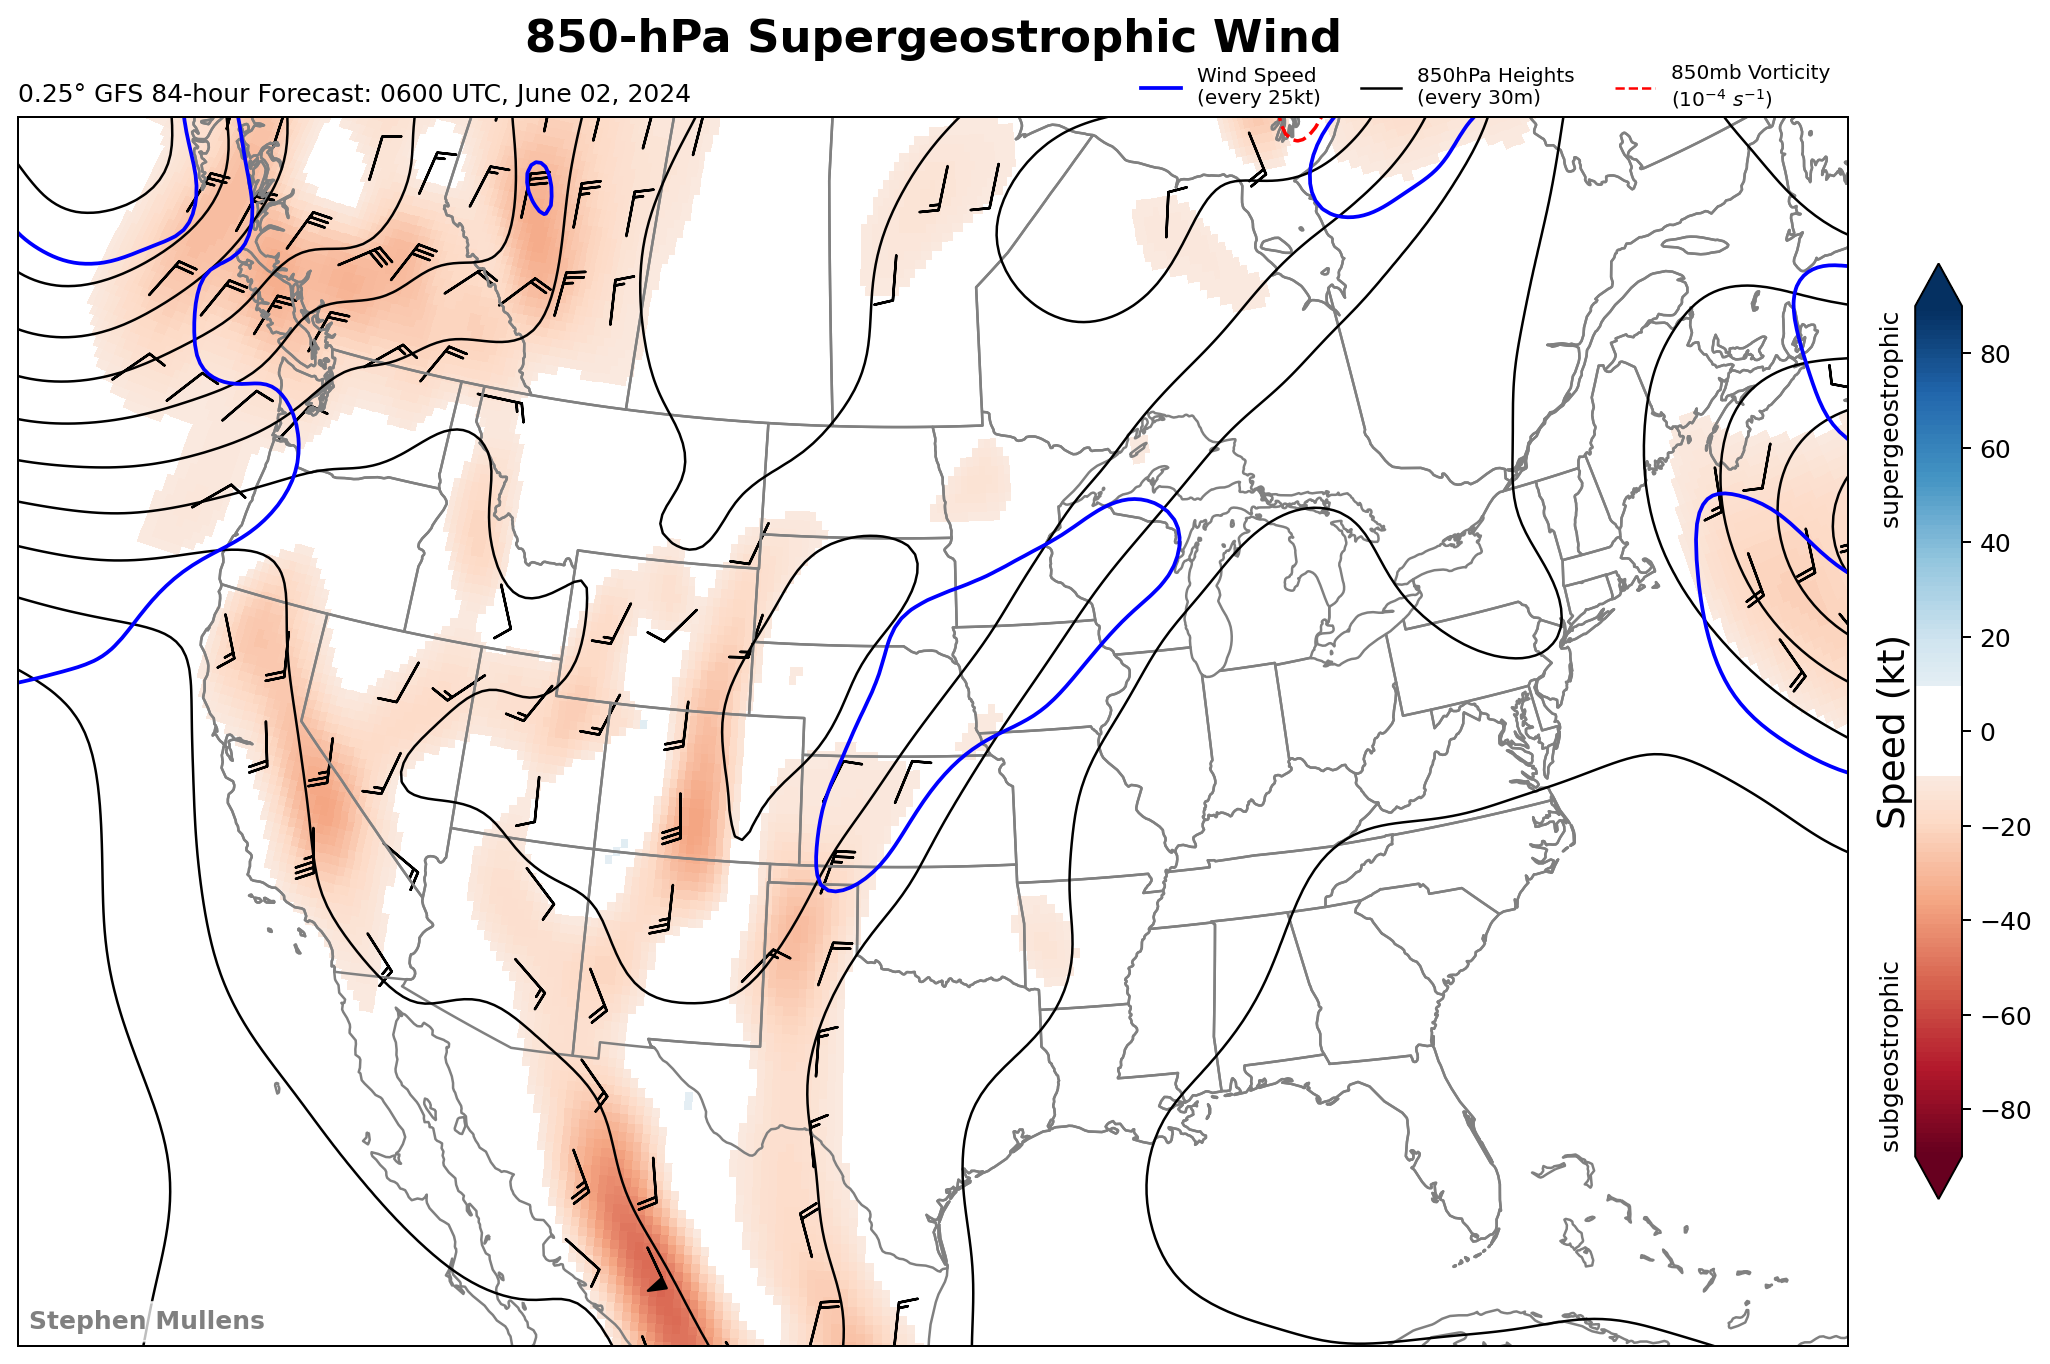 850-hPa Supergeostrophic Wind
0.25° GFS 84-hour Forecast: 0600 UTC, June 02, 2024
Wind Speed
(every 25kt)
850hPa Heights
(every 30m)
850mb Vorticity
(10⁻⁴ s⁻¹)
supergeostrophic
Speed (kt)
subgeostrophic
80
60
40
20
0
−20
−40
−60
−80
Stephen Mullens